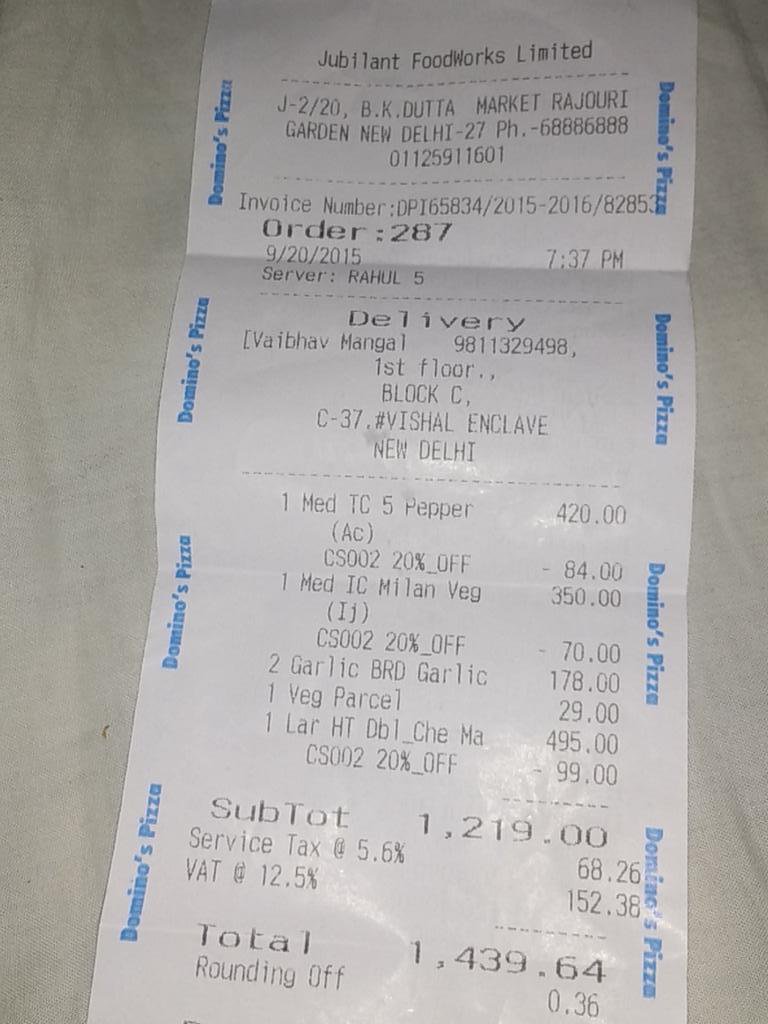 Jubilant FoodWorks Limited
J-2/20, B.K.DUTTA MARKET RAJOURI
GARDEN NEW DELHI-27 Ph.-68886888
01125911601
Invoice Number:DPI65834/2015-2016/82853
Order:287
9/20/2015 7:37 PM
Server: RAHUL 5
Delivery
[Vaibhav Mangal 9811329498,
1st floor.,
BLOCK C,
C-37,#VISHAL ENCLAVE
NEW DELHI
1 Med TC 5 Pepper 420.00
(Ac)
CS002 20%_OFF - 84.00
1 Med IC Milan Veg 350.00
(Ij)
CS002 20%_OFF - 70.00
2 Garlic BRD Garlic 178.00
1 Veg Parcel 29.00
1 Lar HT Dbl_Che Ma 495.00
CS002 20%_OFF - 99.00
SubTot 1,219.00
Service Tax @ 5.6% 68.26
VAT @ 12.5% 152.38
Total 1,439.64
Rounding Off 0.36
Domino's Pizza
Domino's Pizza
Domino's Pizza
Domino's Pizza
Domino's Pizza
Domino's Pizza
Domino's Pizza
Domino's Pizza